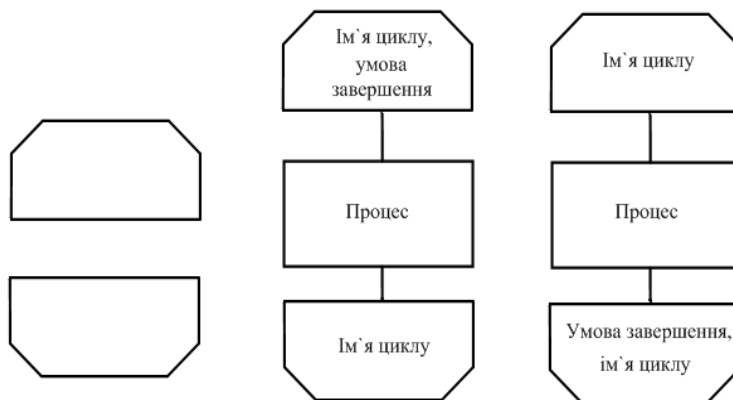 Ім`я циклу,
умова
завершення
Процес
Ім`я циклу
Ім`я циклу
Процес
Умова завершення,
ім`я циклу